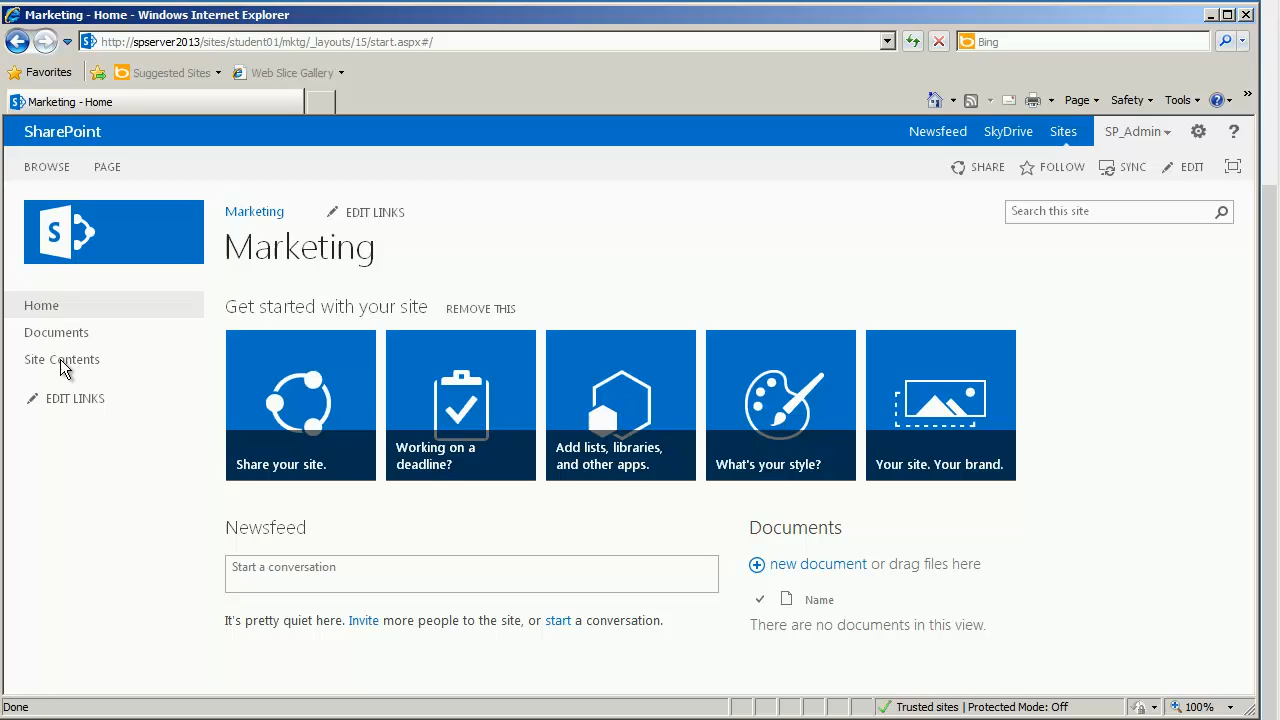 Marketing - Home - Windows Internet Explorer
http://spserver2013/sites/student01/mktg/_layouts/15/start.aspx#/
Bing
Favorites
Suggested Sites
Web Slice Gallery
Marketing - Home
Page
Safety
Tools
SharePoint
Newsfeed
SkyDrive
Sites
SP_Admin
?
BROWSE
PAGE
SHARE
FOLLOW
SYNC
EDIT
S
Marketing
EDIT LINKS
Search this site
Marketing
Home
Documents
Site Contents
EDIT LINKS
Get started with your site
REMOVE THIS
Share your site.
Working on a
deadline?
Add lists, libraries,
and other apps.
What's your style?
Your site. Your brand.
Newsfeed
Start a conversation
It's pretty quiet here. Invite more people to the site, or start a conversation.
Documents
new document or drag files here
Name
There are no documents in this view.
Done
Trusted sites | Protected Mode: Off
100%